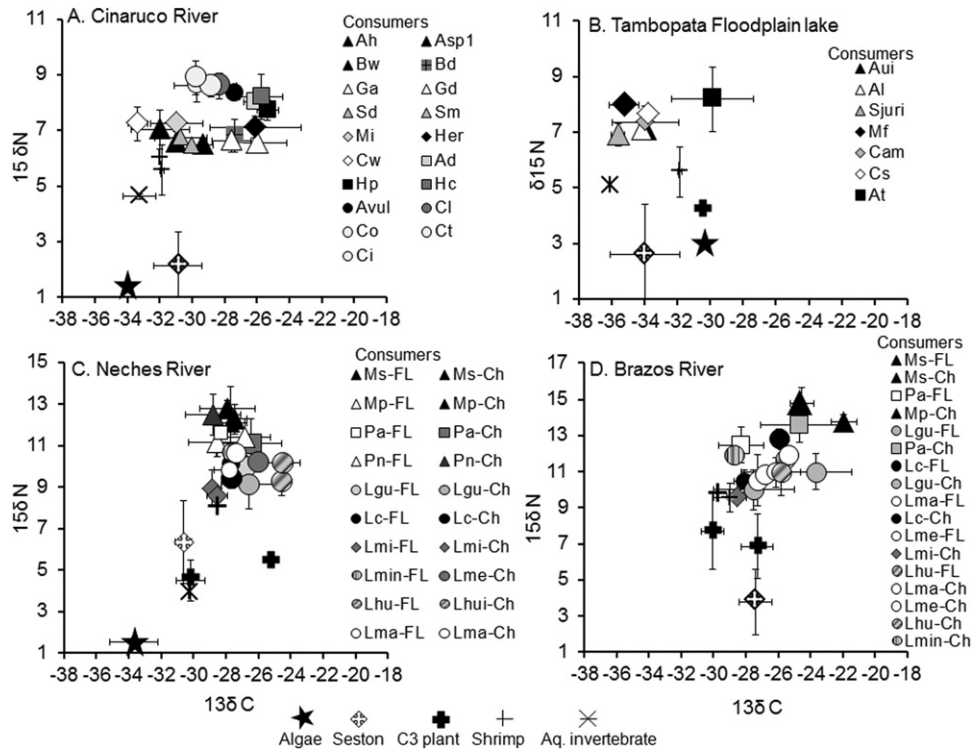 A. Cinaruco River
Consumers
Ah Asp1
Bw Bd
Ga Gd
Sd Sm
Mi Her
Cw Ad
Hp Hc
Avul Cl
Co Ct
Ci
15 δN
11
9
7
5
3
1
-38 -36 -34 -32 -30 -28 -26 -24 -22
B. Tambopata Floodplain lake
Consumers
Aui
Al
Sjuri
Mf
Cam
Cs
At
δ15 N
11
9
7
5
3
1
-38 -36 -34 -32 -30 -28 -26 -24 -22 -20 -18
C. Neches River
Consumers
Ms-FL Ms-Ch
Mp-FL Mp-Ch
Pa-FL Pa-Ch
Pn-FL Pn-Ch
Lgu-FL Lgu-Ch
Lc-FL Lc-Ch
Lmi-FL Lmi-Ch
Lmin-FL Lme-Ch
Lhu-FL Lhui-Ch
Lma-FL Lma-Ch
15δN
15
13
11
9
7
5
3
1
-38 -36 -34 -32 -30 -28 -26 -24 -22 -20 -18
13δ C
D. Brazos River
Consumers
Ms-FL
Ms-Ch
Pa-FL
Mp-Ch
Lgu-FL
Pa-Ch
Lc-FL
Lgu-Ch
Lma-FL
Lc-Ch
Lme-FL
Lmi-Ch
Lhu-FL
Lma-Ch
Lme-Ch
Lhu-Ch
Lmin-Ch
15δN
17
15
13
11
9
7
5
3
1
-38 -36 -34 -32 -30 -28 -26 -24 -22 -20 -18
13δ C
Algae Seston C3 plant Shrimp Aq. invertebrate